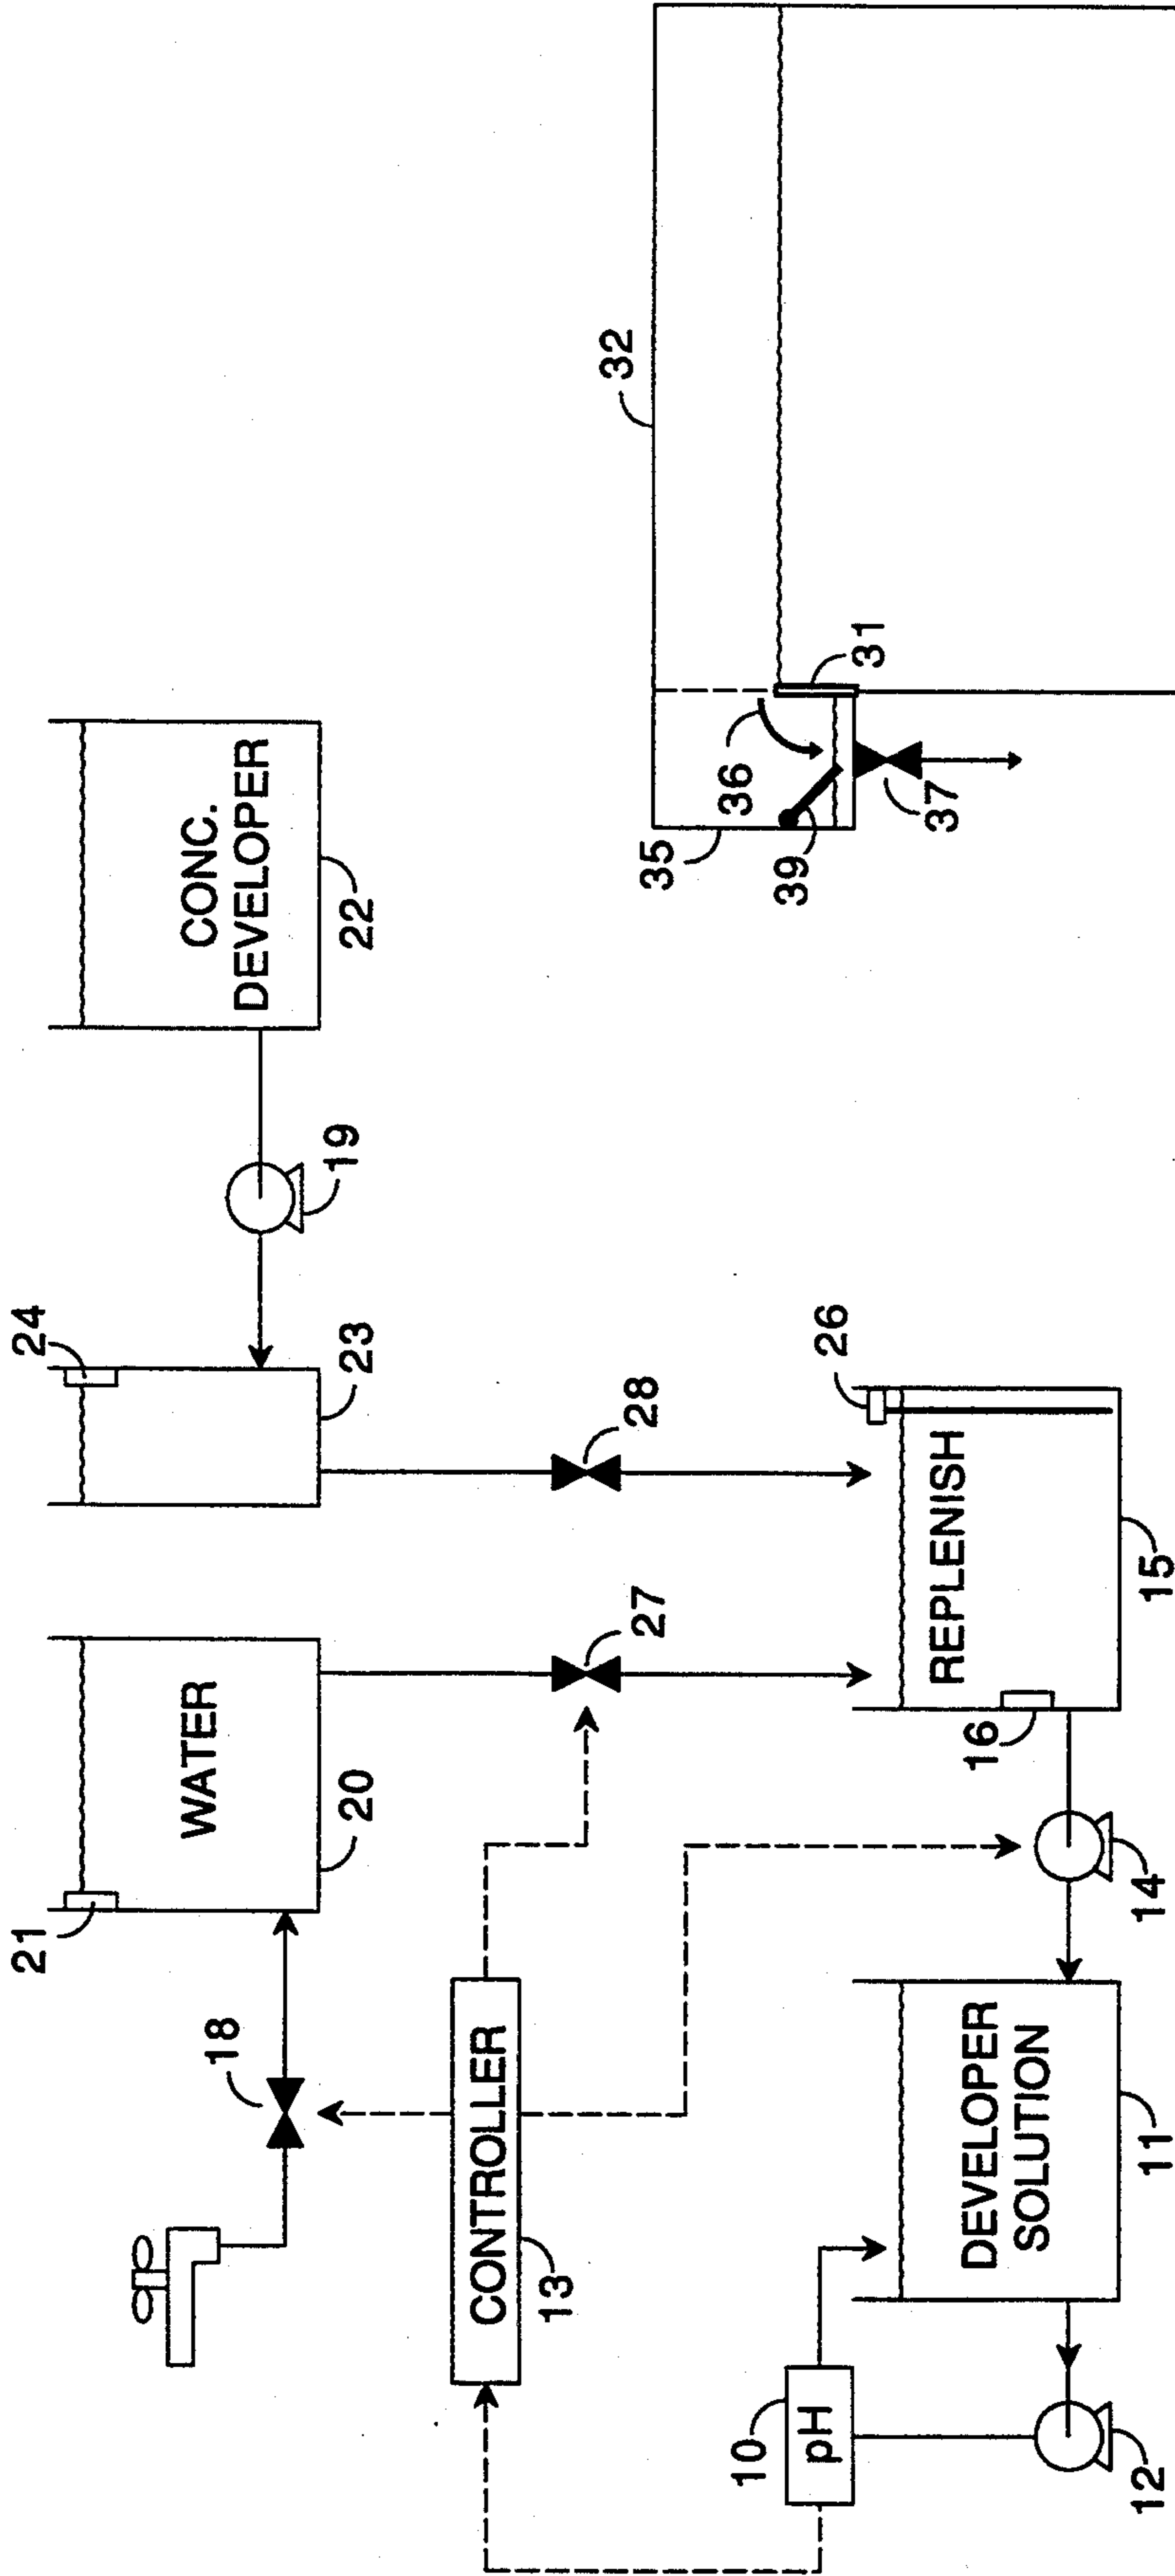 24
CONC.
DEVELOPER
22
19
23
21
WATER
20
18
28
27
CONTROLLER
13
26
REPLENISH
15
16
14
DEVELOPER
SOLUTION
11
10
pH
12
32
31
35
36
39
37